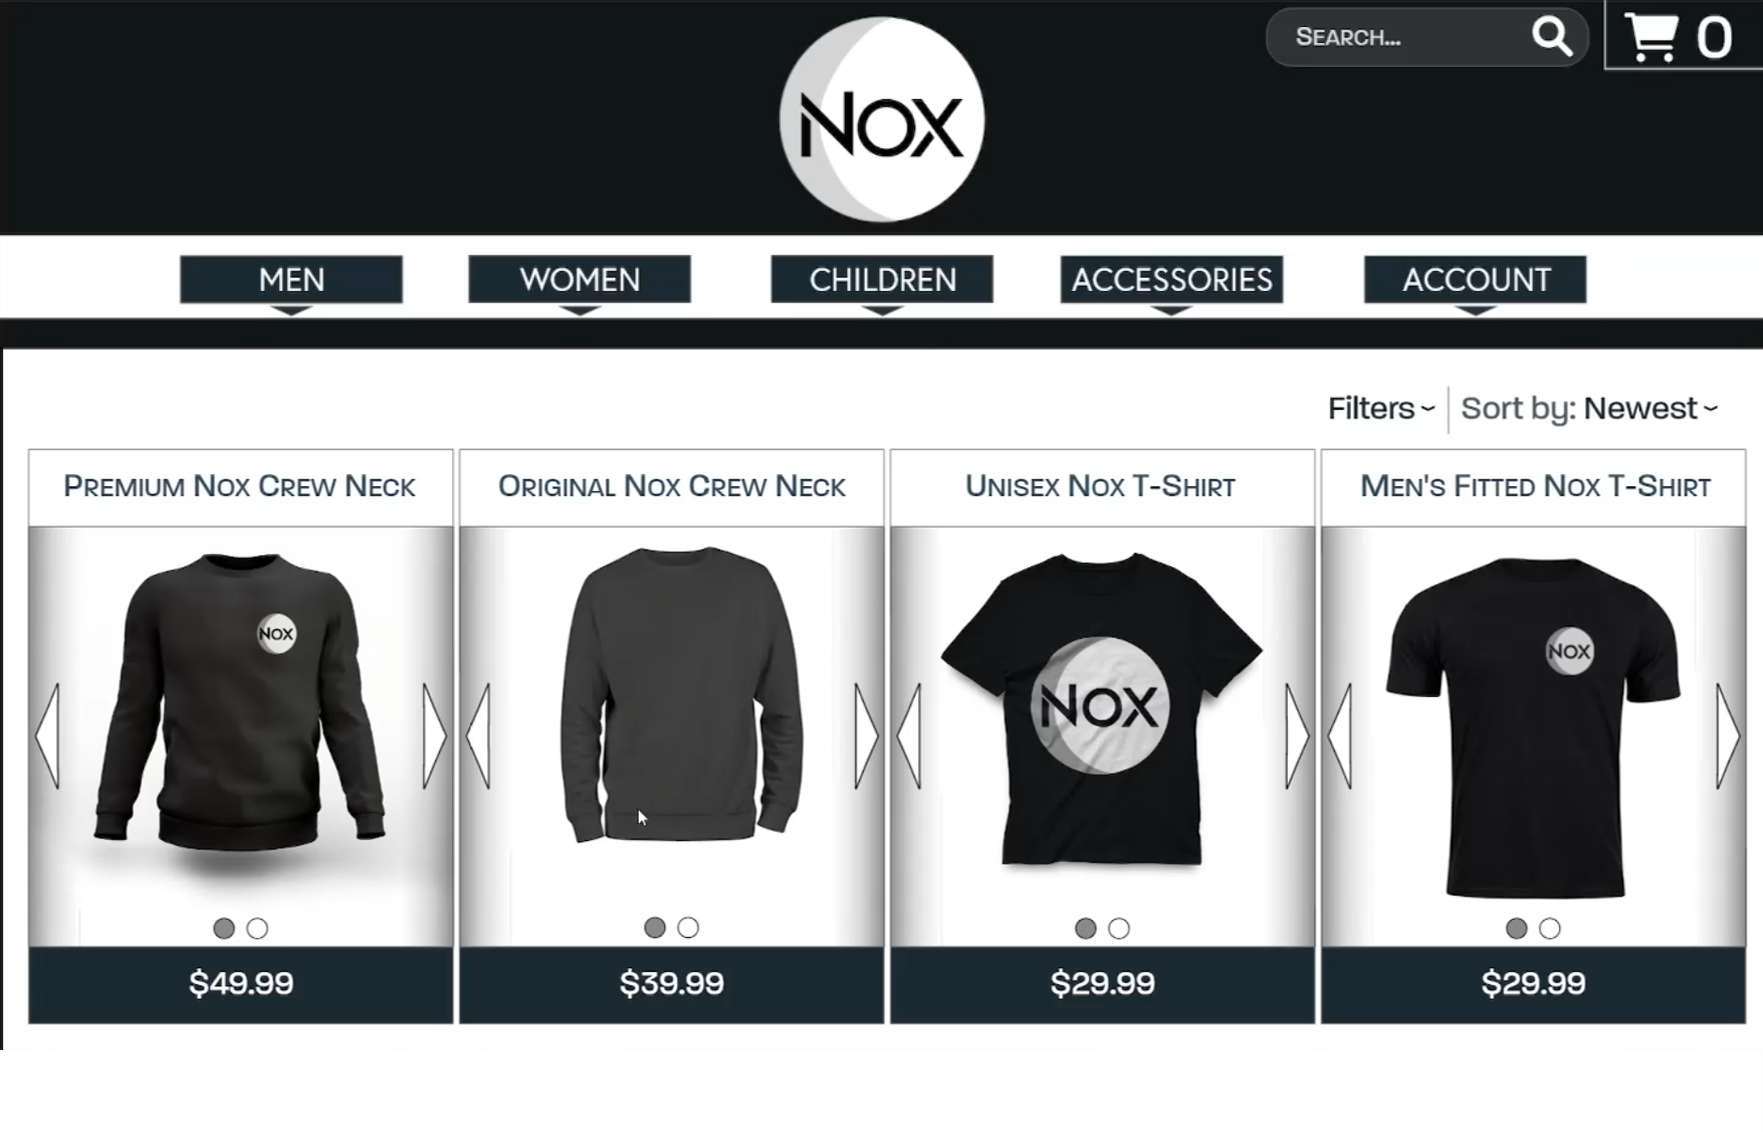 SEARCH...
0
NOX
MEN
WOMEN
CHILDREN
ACCESSORIES
ACCOUNT
Filters
Sort by: Newest
PREMIUM NOX CREW NECK
ORIGINAL NOX CREW NECK
UNISEX NOX T-SHIRT
MEN'S FITTED NOX T-SHIRT
NOX
NOX
NOX
$49.99
$39.99
$29.99
$29.99